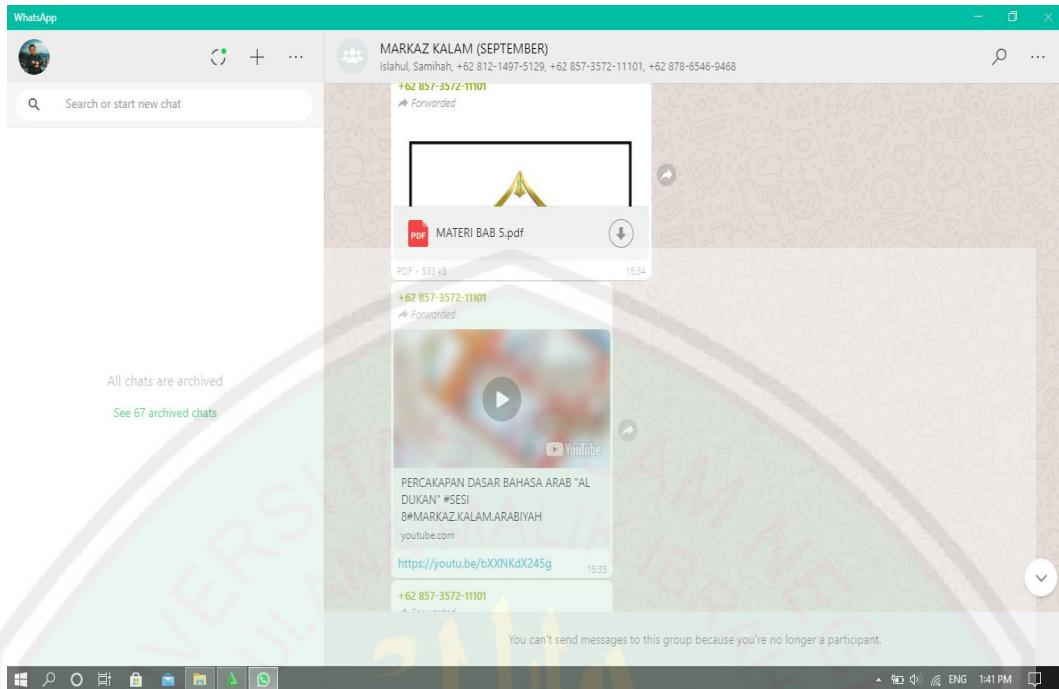 WhatsApp
Search or start new chat
All chats are archived
See 67 archived chats
MARKAZ KALAM (SEPTEMBER)
Islahul, Samihah, +62 812-1497-5129, +62 857-3572-11101, +62 878-6546-9468
+62 857-3572-11101
Forwarded
PDF
MATERI BAB 5.pdf
PDF • 533 kB
15:34
+62 857-3572-11101
Forwarded
YouTube
PERCAKAPAN DASAR BAHASA ARAB "AL
DUKAN" #SESI
8#MARKAZ.KALAM.ARABIYAH
youtube.com
https://youtu.be/bXXNKdX245g
15:35
+62 857-3572-11101
Forwarded
You can't send messages to this group because you're no longer a participant.
ENG
1:41 PM